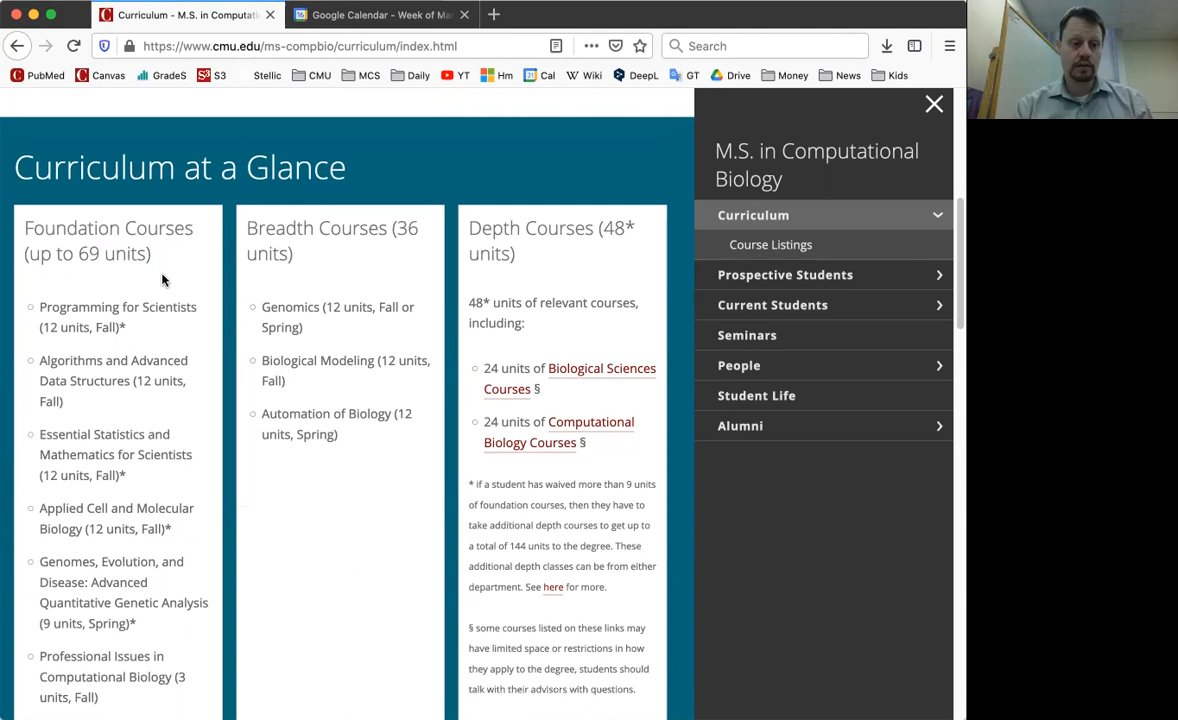 Curriculum - M.S. in Computati
Google Calendar - Week of Ma
https://www.cmu.edu/ms-compbio/curriculum/index.html
Search
PubMed
Canvas
GradeS
S3
Stellic
CMU
MCS
Daily
YT
Hm
Cal
Wiki
DeepL
GT
Drive
Money
News
Kids
Curriculum at a Glance
Foundation Courses
(up to 69 units)
Programming for Scientists
(12 units, Fall)*
Algorithms and Advanced
Data Structures (12 units,
Fall)
Essential Statistics and
Mathematics for Scientists
(12 units, Fall)*
Applied Cell and Molecular
Biology (12 units, Fall)*
Genomes, Evolution, and
Disease: Advanced
Quantitative Genetic Analysis
(9 units, Spring)*
Professional Issues in
Computational Biology (3
units, Fall)
Breadth Courses (36
units)
Genomics (12 units, Fall or
Spring)
Biological Modeling (12 units,
Fall)
Automation of Biology (12
units, Spring)
Depth Courses (48*
units)
48* units of relevant courses,
including:
24 units of Biological Sciences
Courses §
24 units of Computational
Biology Courses §
* if a student has waived more than 9 units
of foundation courses, then they have to
take additional depth courses to get up to
a total of 144 units to the degree. These
additional depth classes can be from either
department. See here for more.
§ some courses listed on these links may
have limited space or restrictions in how
they apply to the degree, students should
talk with their advisors with questions.
M.S. in Computational
Biology
Curriculum
Course Listings
Prospective Students
Current Students
Seminars
People
Student Life
Alumni